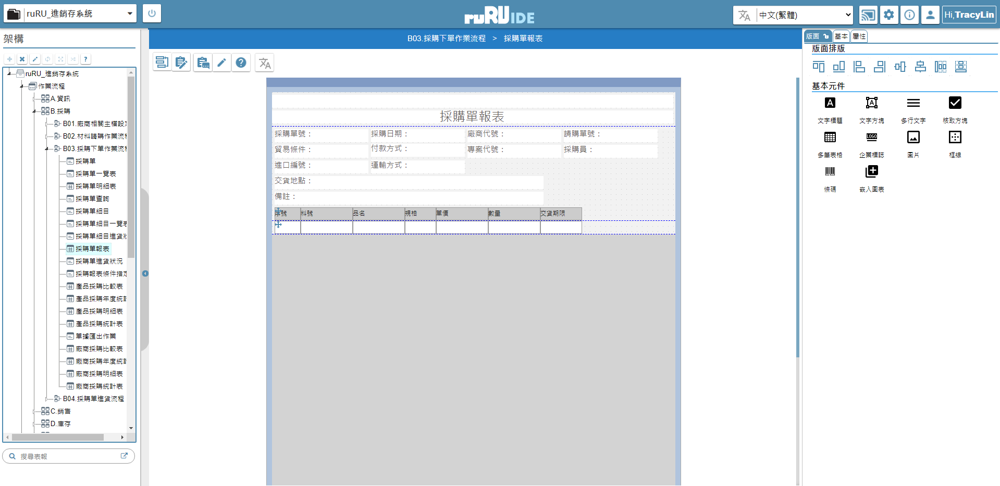 ruRU_進銷存系統
ruRU IDE
中文(繁體)
Hi,TracyLin
架構
B03.採購下單作業流程 > 採購單報表
版面 基本 屬性
版面排版
ruRU_進銷存系統
作業流程
A.資訊
B.採購
B01.廠商相關主檔設
B02.材料請購作業流
B03.採購下單作業流
採購單
採購單一覽表
採購單明細表
採購單查詢
採購單細目
採購單細目一覽
採購單細目進貨
採購單報表
採購單進貨狀況
採購報表條件指
產品採購比較表
產品採購年度統
產品採購明細表
產品採購統計表
單據匯出作業
廠商採購比較表
廠商採購年度統
廠商採購明細表
廠商採購統計表
B04.採購單進貨流程
C.銷售
D.庫存
搜尋表報
採購單報表
採購單號： 採購日期： 廠商代號： 請購單號：
貿易條件： 付款方式： 專案代號： 採購員：
進口編號： 運輸方式：
交貨地點：
備註：
序號 料號 品名 規格 單價 數量 交貨期限
基本元件
文字標題 文字方塊 多行文字 核取方塊
LOGO
多筆表格 企業標誌 圖片 框線
條碼 嵌入圖表